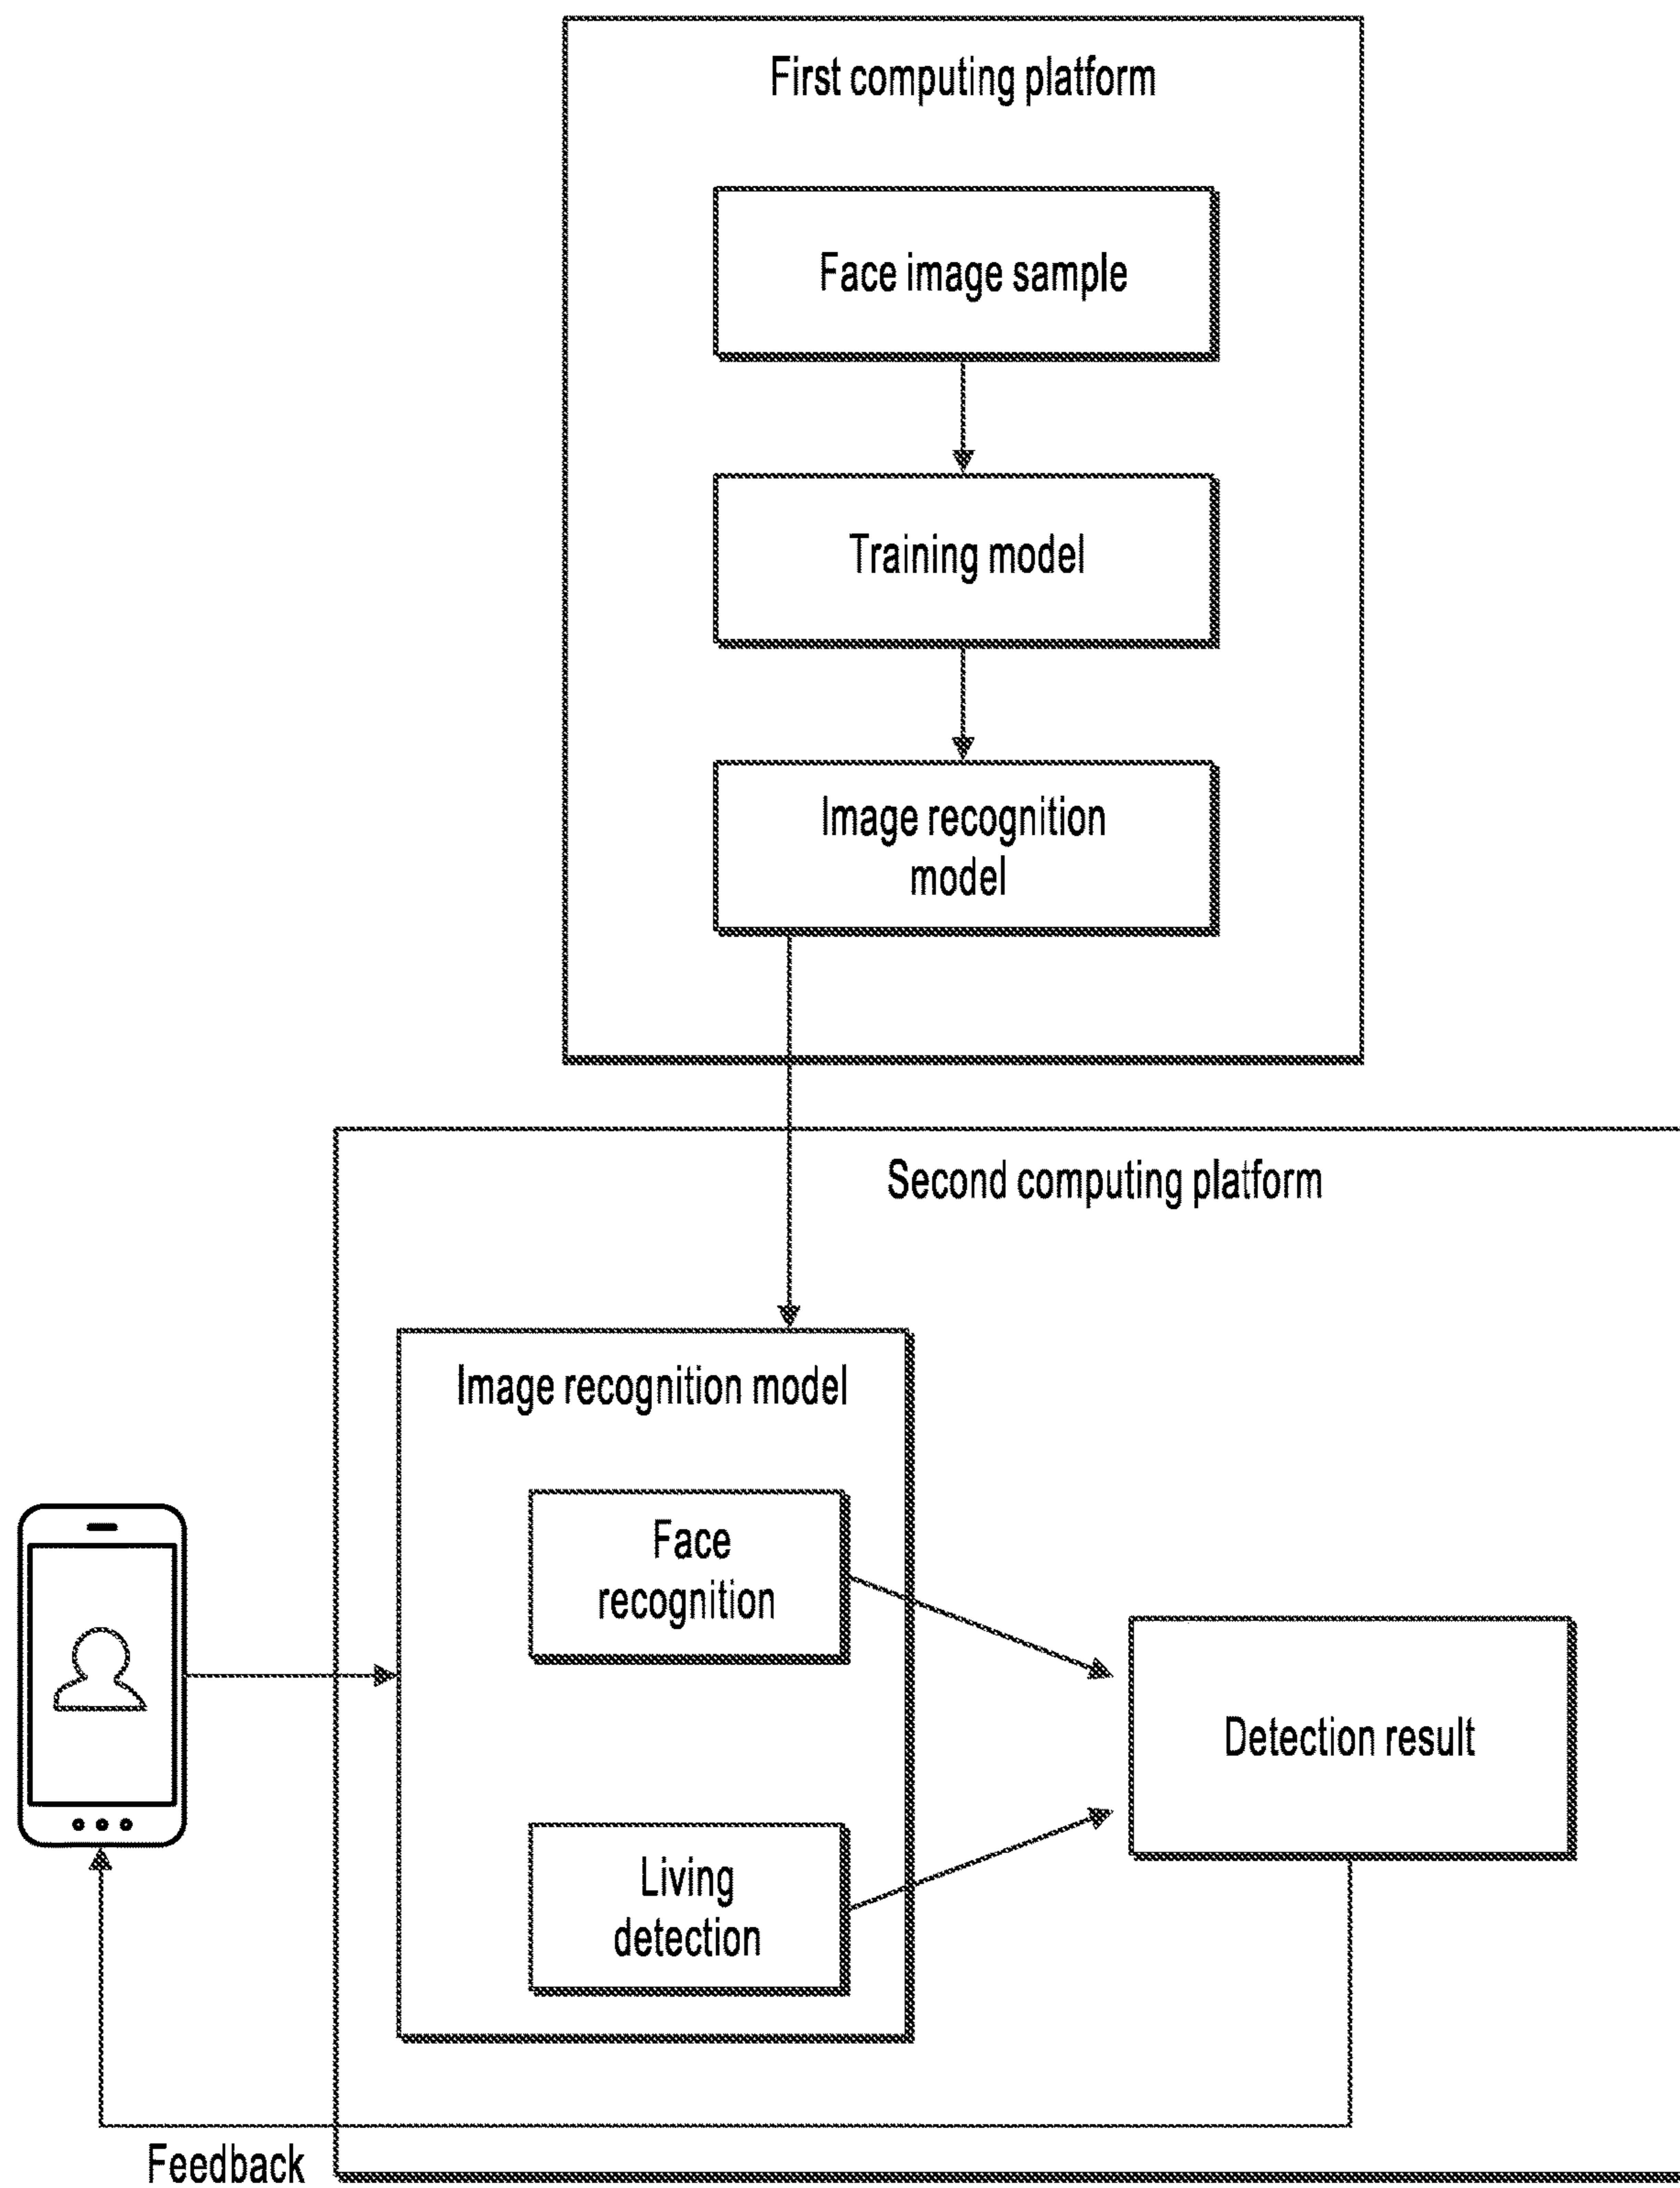 First computing platform
Face image sample
Training model
Image recognition
model
Second computing platform
Image recognition model
Face
recognition
Detection result
Living
detection
Feedback